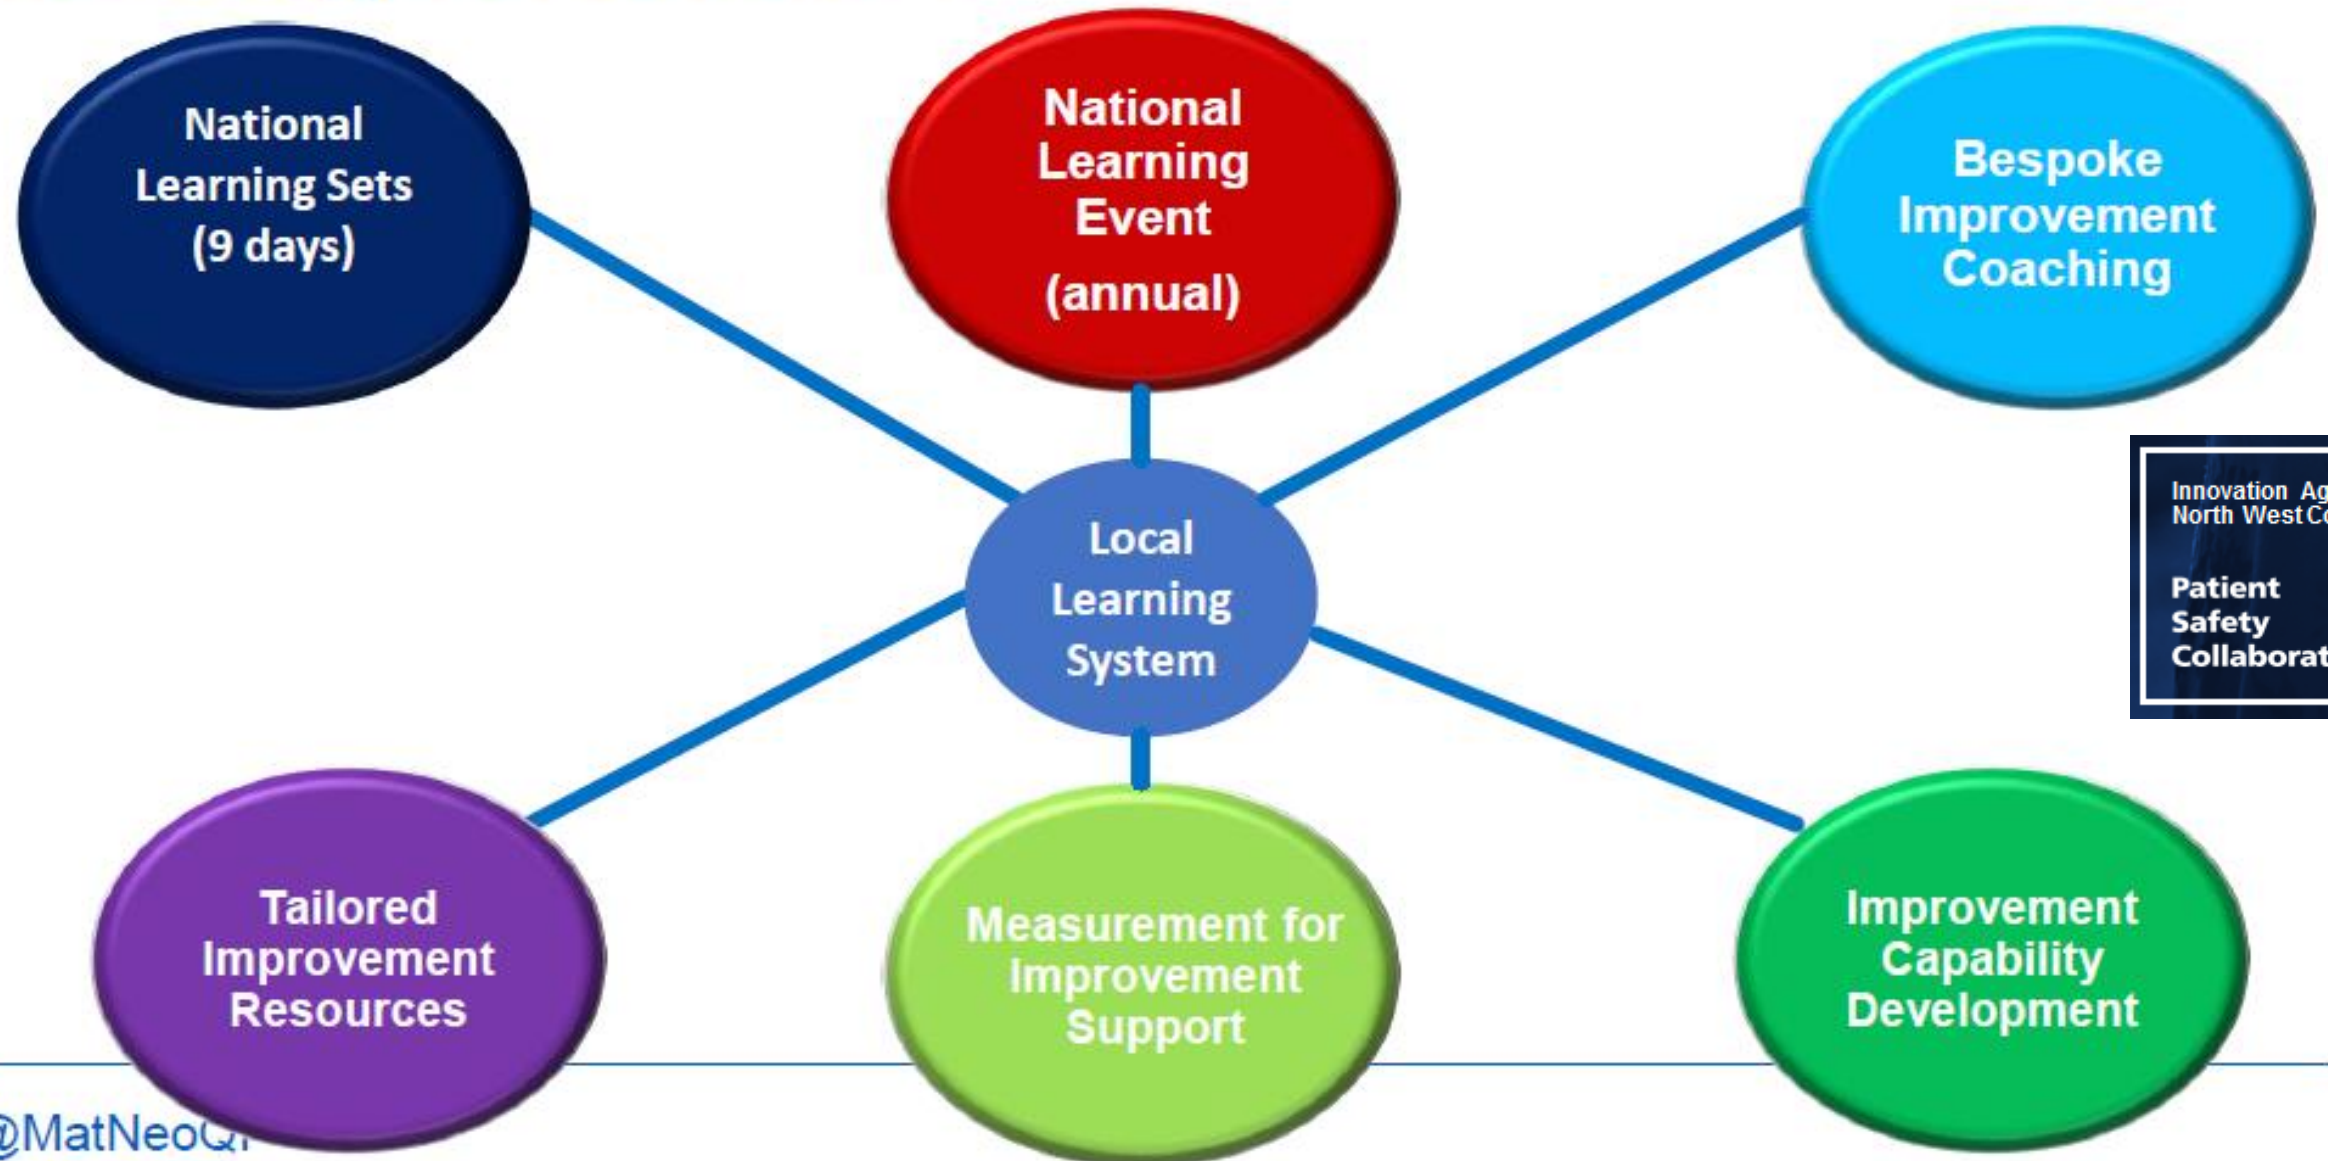 National
Learning Sets
(9 days)
National
Learning
Event
(annual)
Bespoke
Improvement
Coaching
Local
Learning
System
Innovation
North West
Patient
Safety
Tailored
Improvement
Resources
Measurement for
Improvement
Support
Improvement
Capability
Development